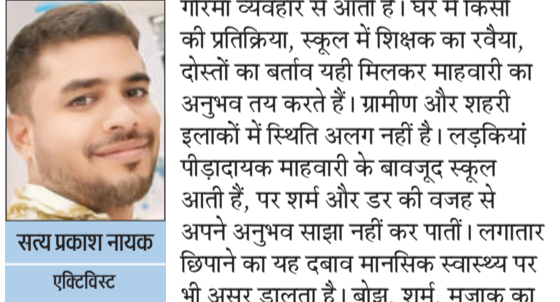 गरिमा व्यवहार से आती है। घर में किसी
की प्रतिक्रिया, स्कूल में शिक्षक का रवैया,
दोस्तों का बर्ताव यही मिलकर माहवारी का
अनुभव तय करते हैं। ग्रामीण और शहरी
इलाकों में स्थिति अलग नहीं है। लड़कियां
पीड़ादायक माहवारी के बावजूद स्कूल
आती हैं, पर शर्म और डर की वजह से
अपने अनुभव साझा नहीं कर पातीं। लगातार
छिपाने का यह दबाव मानसिक स्वास्थ्य पर
भी असर डालता है। बोझ, शर्म, मजाक का
सत्य प्रकाश नायक
एक्टिविस्ट